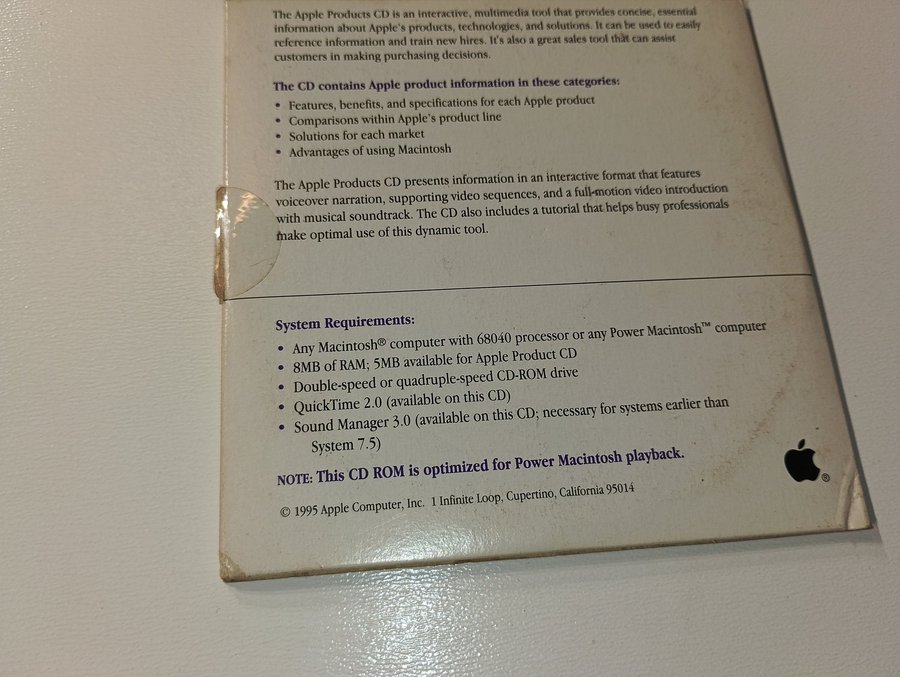 The Apple Products CD is an interactive, multimedia tool that provides concise, essential
information about Apple's products, technologies, and solutions. It can be used to easily
reference information and train new hires. It's also a great sales tool that can assist
customers in making purchasing decisions.
The CD contains Apple product information in these categories:
• Features, benefits, and specifications for each Apple product
• Comparisons within Apple's product line
• Solutions for each market
• Advantages of using Macintosh
The Apple Products CD presents information in an interactive format that features
voiceover narration, supporting video sequences, and a full-motion video introduction
with musical soundtrack. The CD also includes a tutorial that helps busy professionals
make optimal use of this dynamic tool.
System Requirements:
• Any Macintosh® computer with 68040 processor or any Power Macintosh™ computer
• 8MB of RAM; 5MB available for Apple Product CD
• Double-speed or quadruple-speed CD-ROM drive
• QuickTime 2.0 (available on this CD)
• Sound Manager 3.0 (available on this CD; necessary for systems earlier than
System 7.5)
NOTE: This CD ROM is optimized for Power Macintosh playback.
© 1995 Apple Computer, Inc. 1 Infinite Loop, Cupertino, California 95014
®